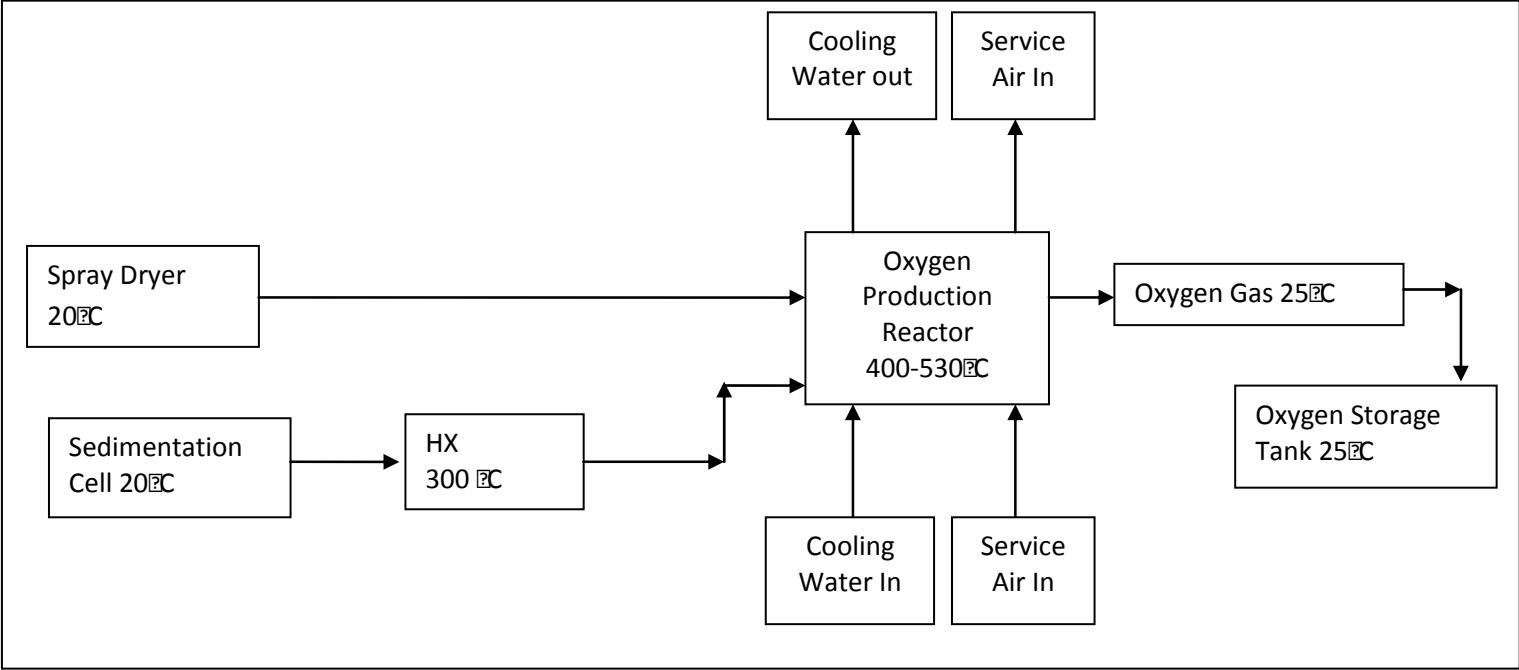 Cooling
Water out
Service
Air In
Spray Dryer
20⍰C
Oxygen
Production
Reactor
400-530⍰C
Oxygen Gas 25⍰C
Sedimentation
Cell 20⍰C
HX
300 ⍰C
Oxygen Storage
Tank 25⍰C
Cooling
Water In
Service
Air In